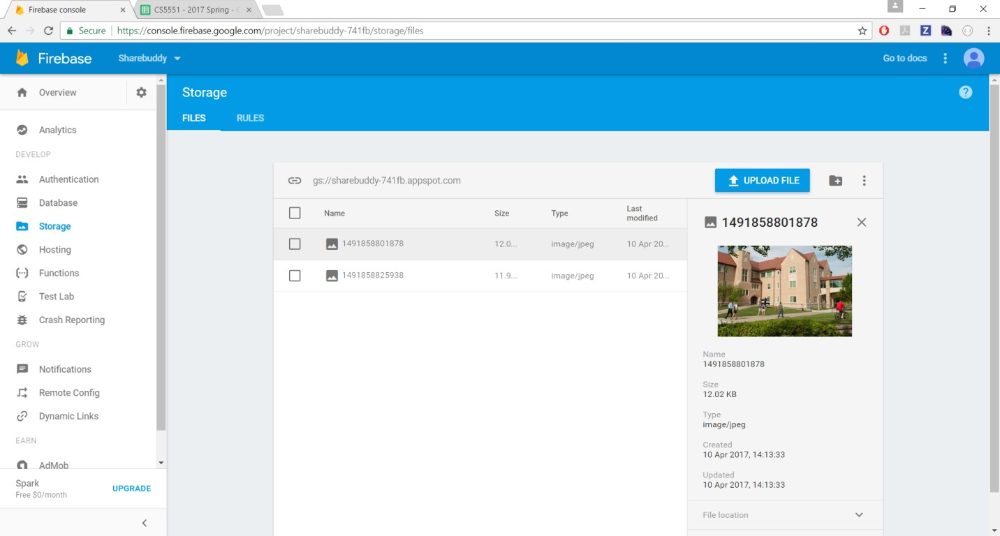 Firebase console
CS5551 - 2017 Spring -
Secure
https://console.firebase.google.com/project/sharebuddy-741fb/storage/files
Firebase
Sharebuddy
Go to docs
Overview
Analytics
DEVELOP
Authentication
Database
Storage
Hosting
Functions
Test Lab
Crash Reporting
GROW
Notifications
Remote Config
Dynamic Links
EARN
AdMob
Spark
Free $0/month
UPGRADE
Storage
?
FILES
RULES
gs://sharebuddy-741fb.appspot.com
UPLOAD FILE
Name
Size
Type
Last
modified
1491858801878
12.0...
image/jpeg
10 Apr 20...
1491858825938
11.9...
image/jpeg
10 Apr 20...
1491858801878
Name
1491858801878
Size
12.02 KB
Type
image/jpeg
Created
10 Apr 2017, 14:13:33
Updated
10 Apr 2017, 14:13:33
File location